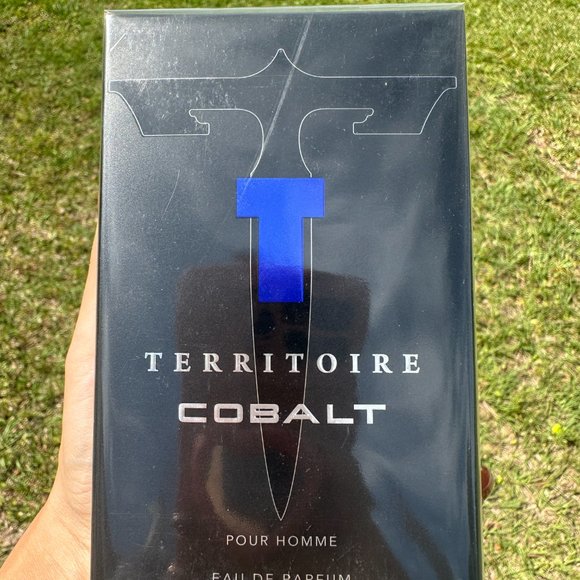 T
TERRITOIRE
COBALT
POUR HOMME
EAU DE PARFUM